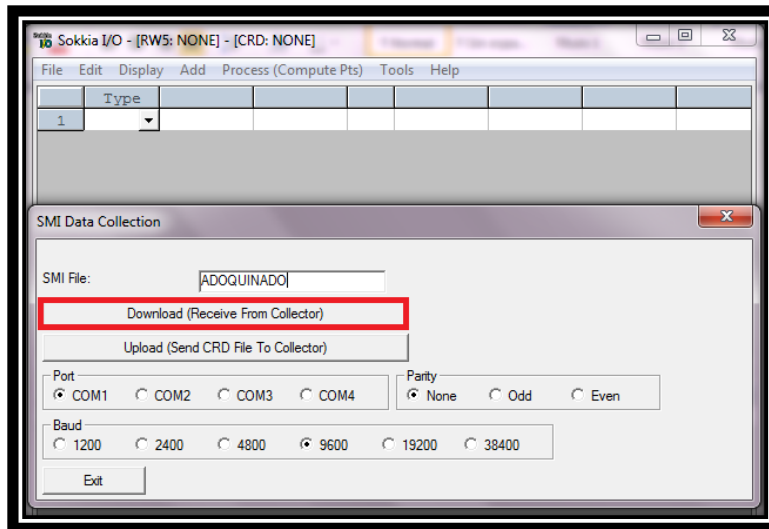 Sokkia I/O - [RW5: NONE] - [CRD: NONE]
File Edit Display Add Process (Compute Pts) Tools Help
Type
1
SMI Data Collection
SMI File: ADOQUINADO
Download (Receive From Collector)
Upload (Send CRD File To Collector)
Port Parity
COM1 COM2 COM3 COM4 None Odd Even
Baud
1200 2400 4800 9600 19200 38400
Exit